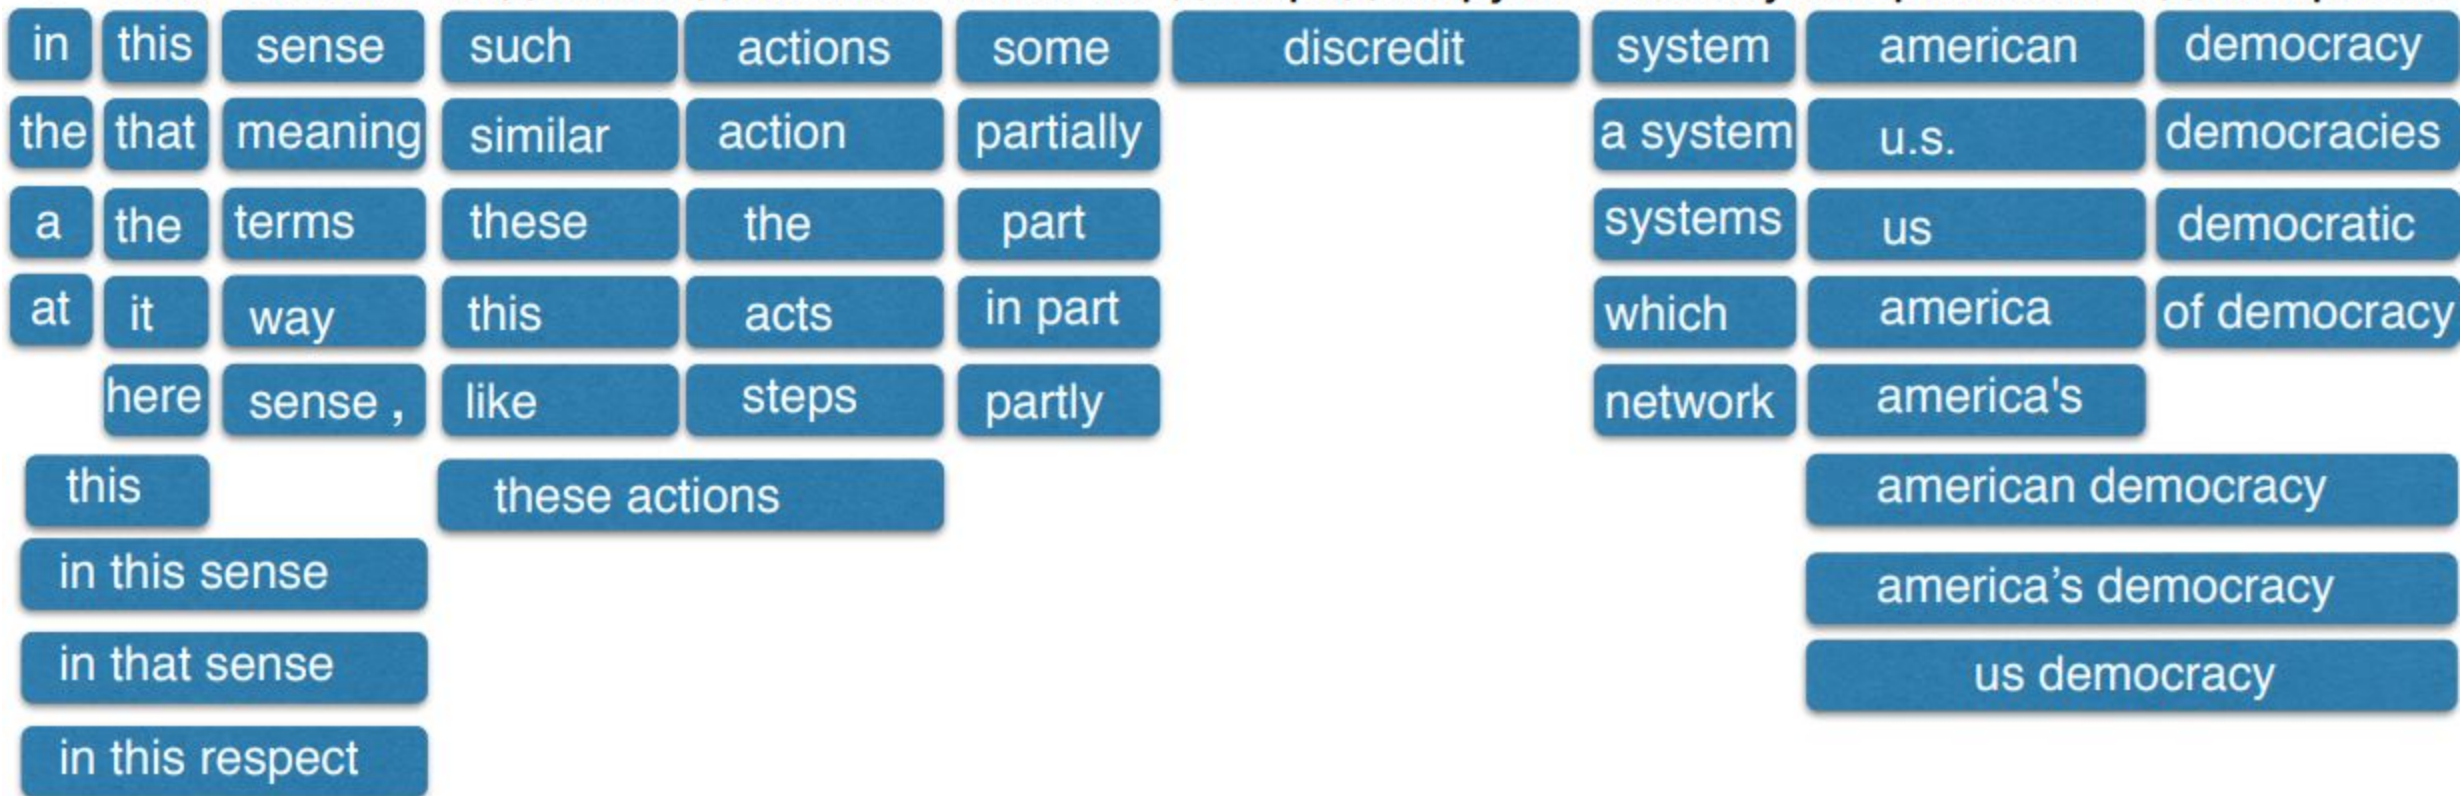 in this sense such actions some discredit system american democracy
the that meaning similar action partially a system u.s. democracies
a the terms these the part systems us democratic
at it way this acts in part which america of democracy
here sense , like steps partly network america's
this these actions american democracy
in this sense america’s democracy
in that sense us democracy
in this respect